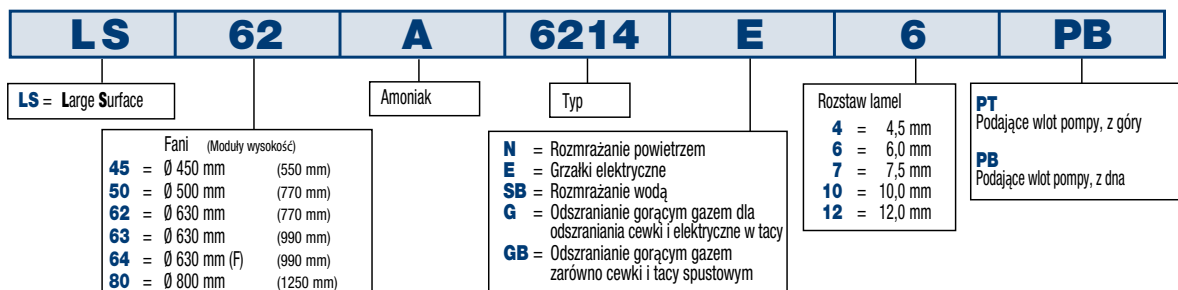 LS 62 A 6214 E 6 PB
LS = Large Surface
Amoniak
Typ
Fani (Moduły wysokość)
45 = Ø 450 mm (550 mm)
50 = Ø 500 mm (770 mm)
62 = Ø 630 mm (770 mm)
63 = Ø 630 mm (990 mm)
64 = Ø 630 mm (F) (990 mm)
80 = Ø 800 mm (1250 mm)
N = Rozmrażanie powietrzem
E = Grzałki elektryczne
SB = Rozmrażanie wodą
G = Odszranianie gorącym gazem dla
odszraniania cewki i elektryczne w tacy
GB = Odszranianie gorącym gazem
zarówno cewki i tacy spustowym
Rozstaw lamel
4 = 4,5 mm
6 = 6,0 mm
7 = 7,5 mm
10 = 10,0 mm
12 = 12,0 mm
PT
Podające wlot pompy, z góry
PB
Podające wlot pompy, z dna